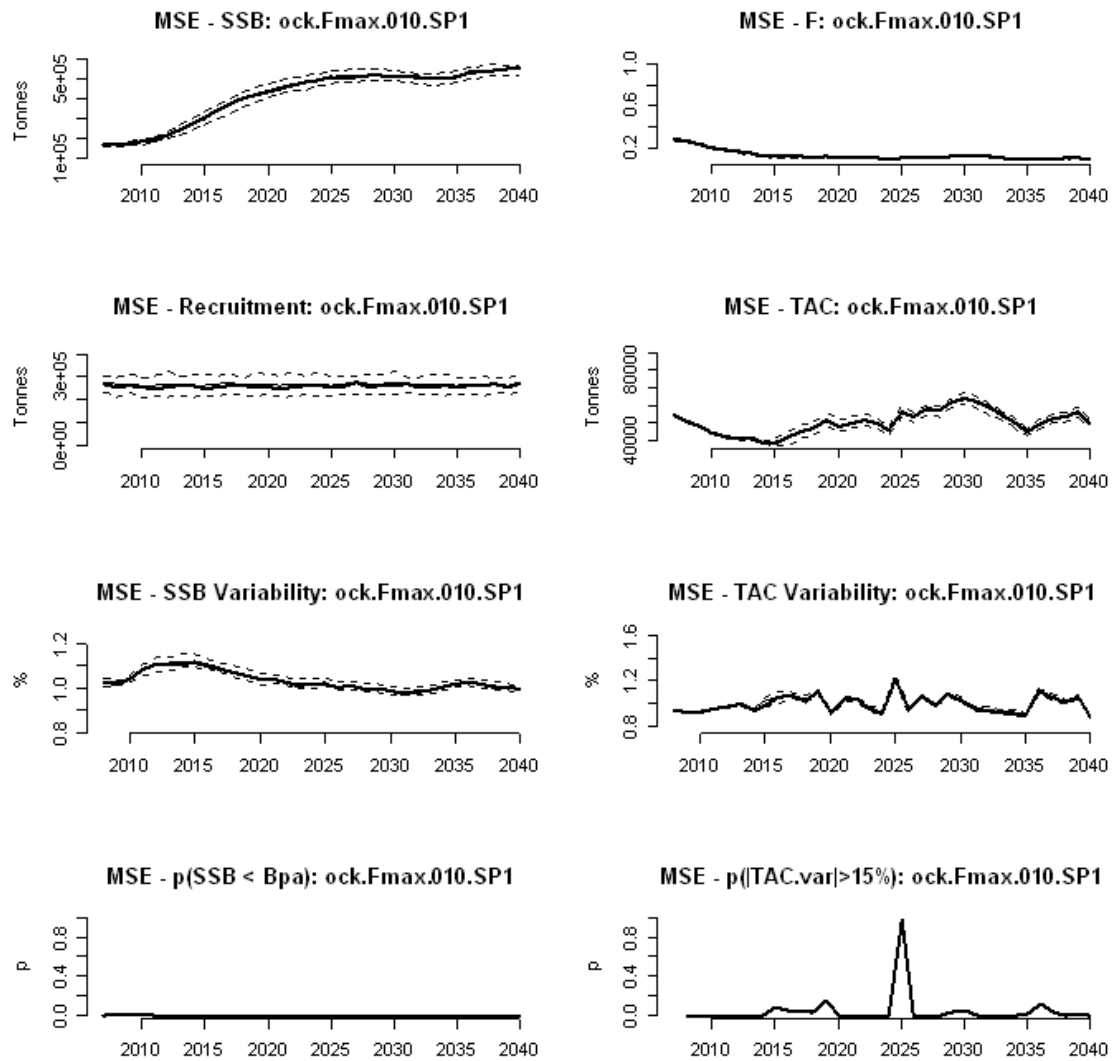 MSE - SSB: ock.Fmax.010.SP1
Tonnes
1e+05 5e+05
2010 2015 2020 2025 2030 2035 2040
MSE - F: ock.Fmax.010.SP1
0.2 0.6 1.0
2010 2015 2020 2025 2030 2035 2040
MSE - Recruitment: ock.Fmax.010.SP1
Tonnes
0e+00 3e+05
2010 2015 2020 2025 2030 2035 2040
MSE - TAC: ock.Fmax.010.SP1
Tonnes
40000 80000
2010 2015 2020 2025 2030 2035 2040
MSE - SSB Variability: ock.Fmax.010.SP1
%
0.8 1.0 1.2
2010 2015 2020 2025 2030 2035 2040
MSE - TAC Variability: ock.Fmax.010.SP1
%
0.8 1.2 1.6
2010 2015 2020 2025 2030 2035 2040
MSE - p(SSB < Bpa): ock.Fmax.010.SP1
p
0.0 0.4 0.8
2010 2015 2020 2025 2030 2035 2040
MSE - p(|TAC.var|>15%): ock.Fmax.010.SP1
p
0.0 0.4 0.8
2010 2015 2020 2025 2030 2035 2040